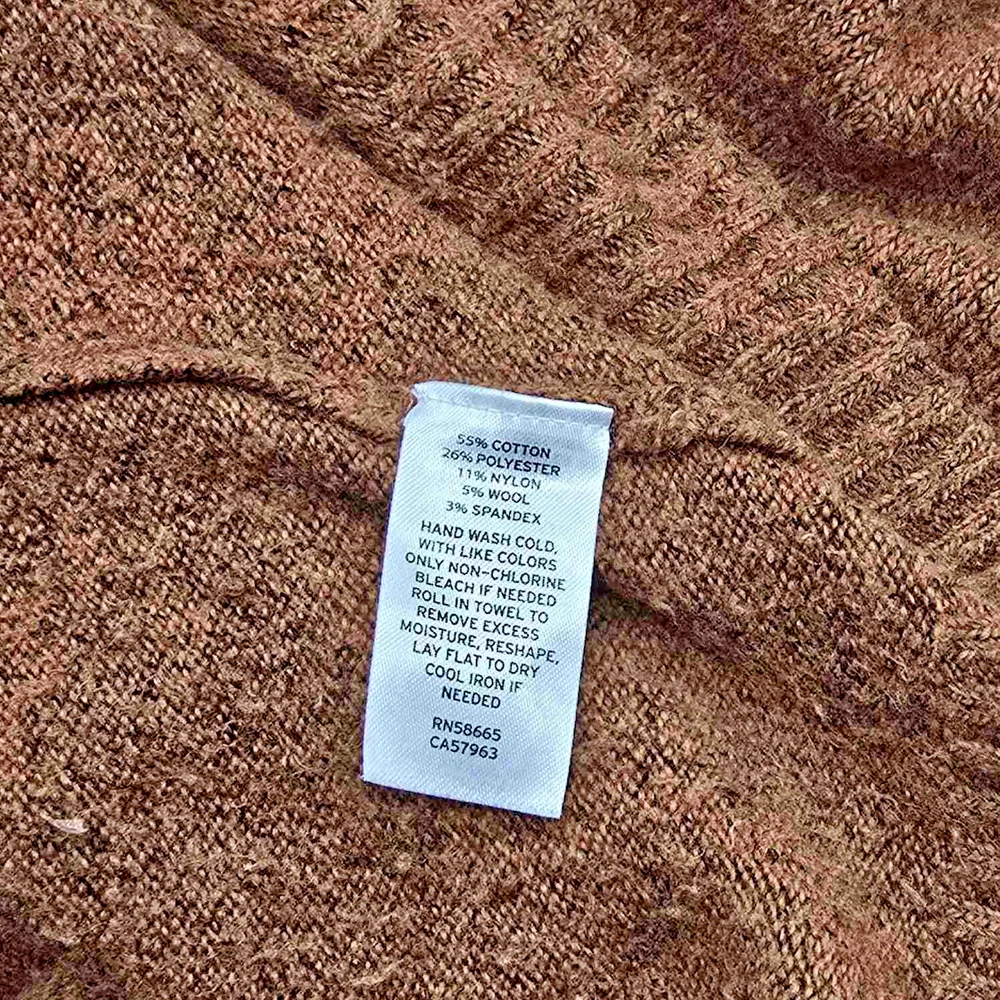 55% COTTON
26% POLYESTER
11% NYLON
5% WOOL
3% SPANDEX
HAND WASH COLD,
WITH LIKE COLORS
ONLY NON-CHLORINE
BLEACH IF NEEDED
ROLL IN TOWEL TO
REMOVE EXCESS
MOISTURE, RESHAPE,
LAY FLAT TO DRY
COOL IRON IF
NEEDED
RN58665
CA57963